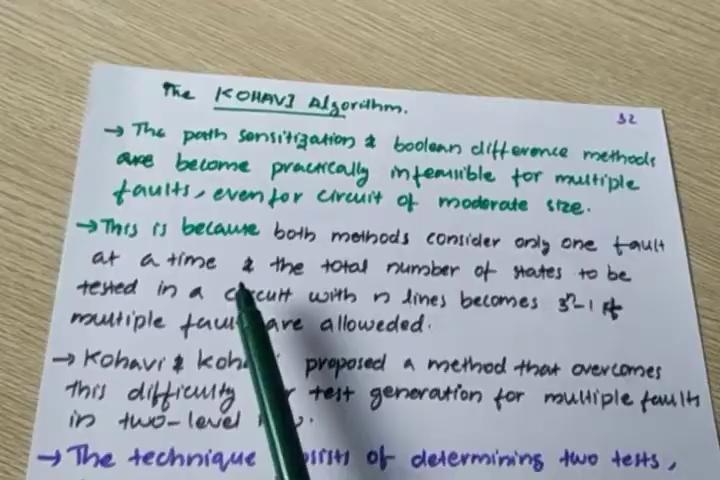 The KOHAVI Algorithm.
32
→ The path sensitization & boolean difference methods
are become practically infeasible for multiple
faults, even for circuit of moderate size.
→ This is because both methods consider only one fault
at a time & the total number of states to be
tested in a circuit with n lines becomes 3ⁿ-1 if
multiple are alloweded.
→ Kohavi & proposed a method that overcomes
this difficulty test generation for multiple faults
in two-level
→ The technique of determining two tests,